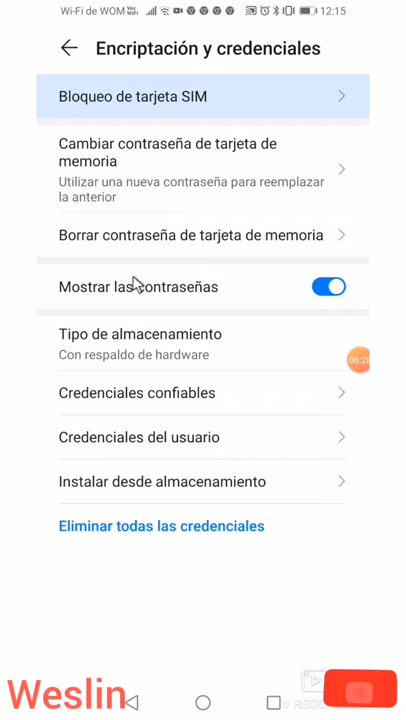 Wi-Fi de WOM Voz WiFi 12:15
Encriptación y credenciales
Bloqueo de tarjeta SIM
Cambiar contraseña de tarjeta de
memoria
Utilizar una nueva contraseña para reemplazar
la anterior
Borrar contraseña de tarjeta de memoria
Mostrar las contraseñas
Tipo de almacenamiento
Con respaldo de hardware
06:28
Credenciales confiables
Credenciales del usuario
Instalar desde almacenamiento
Eliminar todas las credenciales
Weslin
V REC